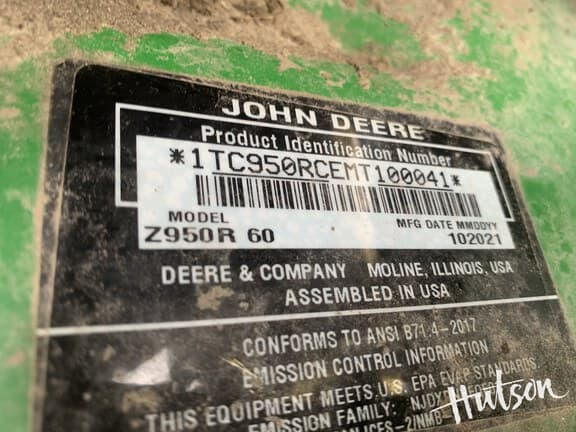 JOHN DEERE
Product Identification Number
*1TC950RCEMT100041*
MODEL MFG DATE MMDDYY
Z950R 60 102021
DEERE & COMPANY MOLINE, ILLINOIS, USA
ASSEMBLED IN USA
CONFORMS TO ANSI B71.4-2017
EMISSION CONTROL INFORMATION
THIS EQUIPMENT MEETS U.S. EPA EVAP STANDARDS
EMISSION FAMILY:
Hutson